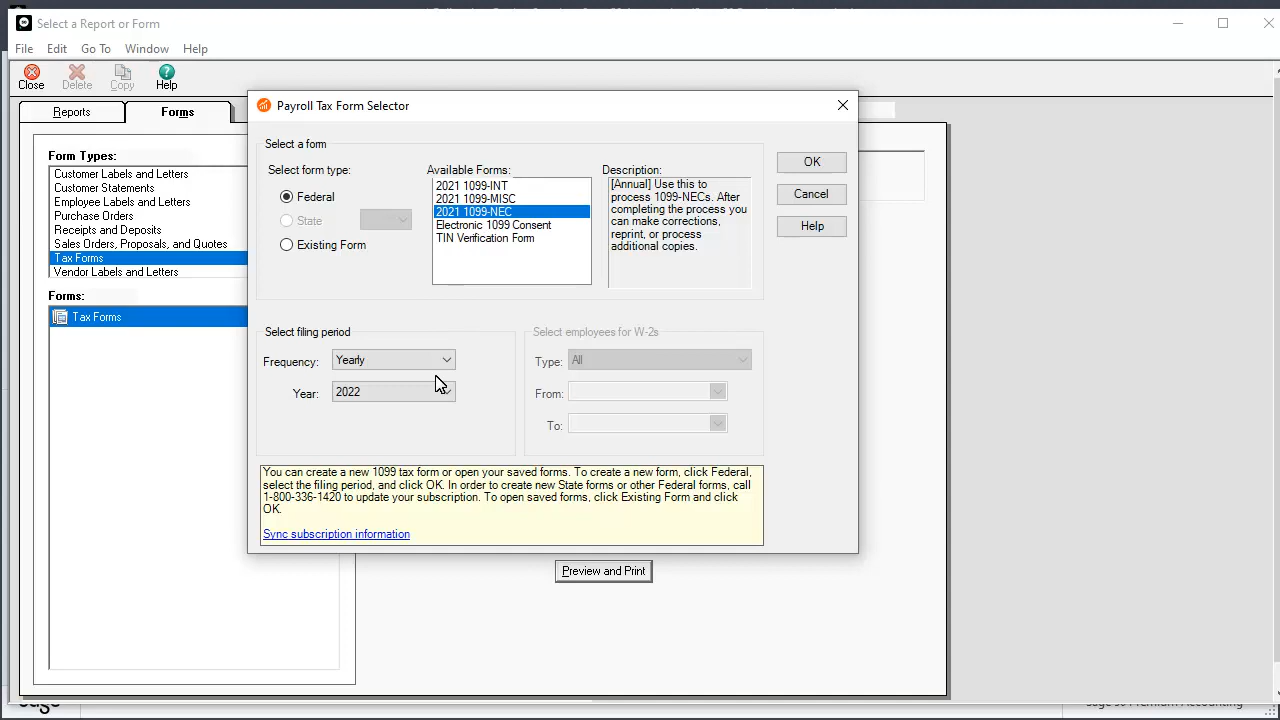 Select a Report or Form
File Edit Go To Window Help
Close Delete Copy Help
Reports Forms
Form Types:
Customer Labels and Letters
Customer Statements
Employee Labels and Letters
Purchase Orders
Receipts and Deposits
Sales Orders, Proposals, and Quotes
Tax Forms
Vendor Labels and Letters
Forms:
Tax Forms
Payroll Tax Form Selector
Select a form
Select form type:
Federal
State
Existing Form
Available Forms:
2021 1099-INT
2021 1099-MISC
2021 1099-NEC
Electronic 1099 Consent
TIN Verification Form
Description:
[Annual] Use this to
process 1099-NECs. After
completing the process you
can make corrections,
reprint, or process
additional copies.
OK
Cancel
Help
Select filing period
Frequency: Yearly
Year: 2022
Select employees for W-2s
Type: All
From:
To:
You can create a new 1099 tax form or open your saved forms. To create a new form, click Federal,
select the filing period, and click OK. In order to create new State forms or other Federal forms, call
1-800-336-1420 to update your subscription. To open saved forms, click Existing Form and click
OK.
Sync subscription information
Preview and Print
sage
Sage 50 Premium Accounting